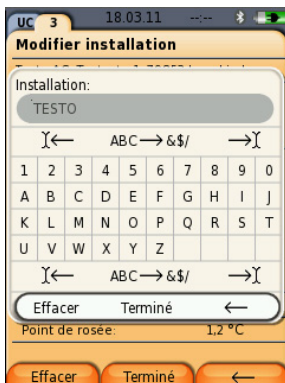 UC 3 18.03.11 --:--
Modifier installation
Installation:
TESTO
ABC→&$/
1 2 3 4 5 6 7 8 9 0
A B C D E F G H I J
K L M N O P Q R S T
U V W X Y Z
ABC→&$/
Effacer Terminé ←
Point de rosée: 1,2 °C
Effacer Terminé ←